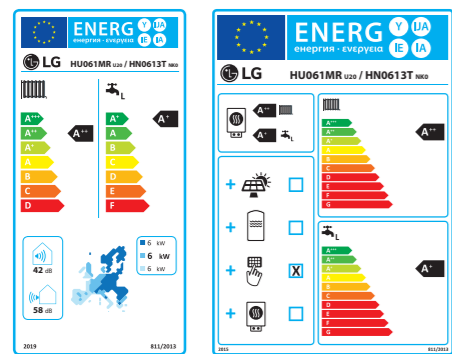 ENERG Y IJA
енергия · ενεργεια IE IA
LG HU061MR U20 / HN0613T NK0
L
A+++
A++
A+
A
B
C
D
A++
A+
A
B
C
D
E
F
A+
42 dB
58 dB
6 kW
6 kW
6 kW
2019 811/2013
ENERG Y IJA
енергия · ενεργεια IE IA
LG
HU061MR U20 / HN0613T NK0
A++
A+ L
+
+
+ X
+
A+++
A++
A+
A
B
C
D
E
F
G
A++
L
A+++
A++
A+
A
B
C
D
E
F
G
A+
2015 811/2013